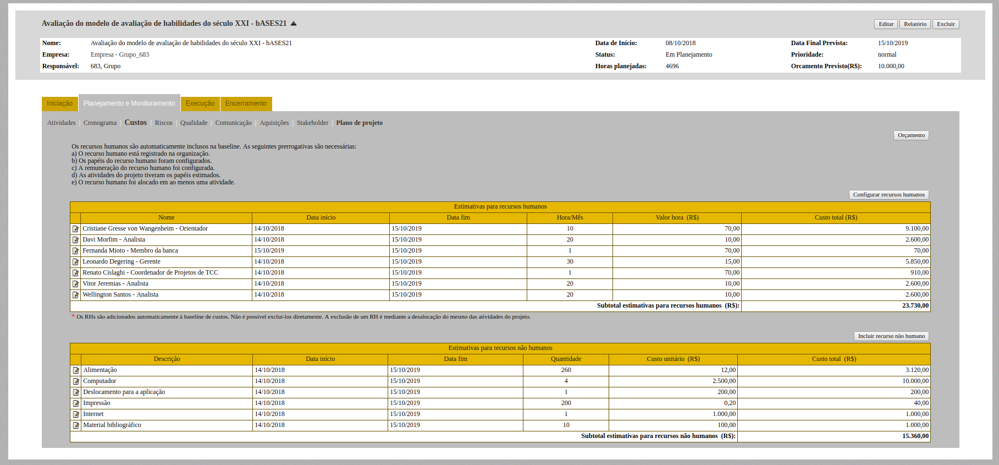 Avaliação do modelo de avaliação de habilidades do século XXI - bASES21
Editar Relatório Excluir
Nome: Avaliação do modelo de avaliação de habilidades do século XXI - bASES21 Data de Início: 08/10/2018 Data Final Prevista: 15/10/2019
Empresa: Empresa - Grupo_683 Status: Em Planejamento Prioridade: normal
Responsável: 683, Grupo Horas planejadas: 4696 Orcamento Previsto(R$): 10.000,00
Iniciação Planejamento e Monitoramento Execução Encerramento
Atividades | Cronograma | Custos | Riscos | Qualidade | Comunicação | Aquisições | Stakeholder | Plano de projeto
Orçamento
Os recursos humanos são automaticamente inclusos na baseline. As seguintes prerrogativas são necessárias:
a) O recurso humano está registrado na organização.
b) Os papéis do recurso humano foram configurados.
c) A remuneração do recurso humano foi configurada.
d) As atividades do projeto tiveram os papéis estimados.
e) O recurso humano foi alocado em ao menos uma atividade.
Configurar recursos humanos
Estimativas para recursos humanos
Nome Data início Data fim Hora/Mês Valor hora (R$) Custo total (R$)
Cristiane Gresse von Wangenheim - Orientador 14/10/2018 15/10/2019 10 70,00 9.100,00
Davi Morfim - Analista 14/10/2018 15/10/2019 20 10,00 2.600,00
Fernanda Mioto - Membro da banca 15/10/2019 15/10/2019 1 70,00 70,00
Leonardo Degering - Gerente 14/10/2018 15/10/2019 30 15,00 5.850,00
Renato Cislaghi - Coordenador de Projetos de TCC 14/10/2018 15/10/2019 1 70,00 910,00
Vitor Jeremias - Analista 14/10/2018 15/10/2019 20 10,00 2.600,00
Wellington Santos - Analista 14/10/2018 15/10/2019 20 10,00 2.600,00
Subtotal estimativas para recursos humanos (R$): 23.730,00
* Os RHs são adicionados automaticamente à baseline de custos. Não é possível excluí-los diretamente. A exclusão de um RH é mediante a desalocação do mesmo das atividades do projeto.
Incluir recurso não humano
Estimativas para recursos não humanos
Descrição Data início Data fim Quantidade Custo unitário (R$) Custo total (R$)
Alimentação 14/10/2018 15/10/2019 260 12,00 3.120,00
Computador 14/10/2018 15/10/2019 4 2.500,00 10.000,00
Deslocamento para a aplicação 14/10/2018 15/10/2019 1 200,00 200,00
Impressão 14/10/2018 15/10/2019 200 0,20 40,00
Internet 14/10/2018 15/10/2019 1 1.000,00 1.000,00
Material bibliográfico 14/10/2018 15/10/2019 10 100,00 1.000,00
Subtotal estimativas para recursos não humanos (R$): 15.360,00